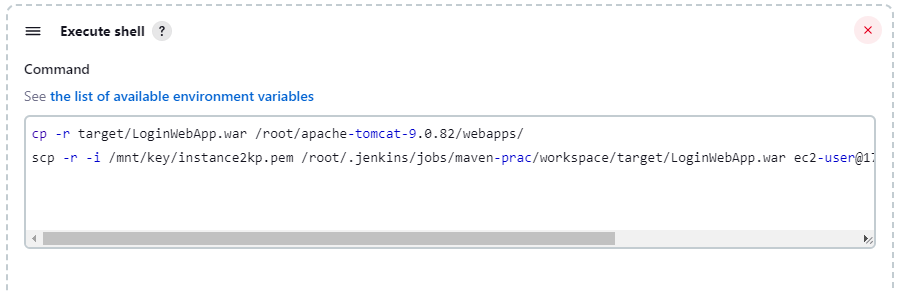 Execute shell ?
Command
See the list of available environment variables
cp -r target/LoginWebApp.war /root/apache-tomcat-9.0.82/webapps/
scp -r -i /mnt/key/instance2kp.pem /root/.jenkins/jobs/maven-prac/workspace/target/LoginWebApp.war ec2-user@17